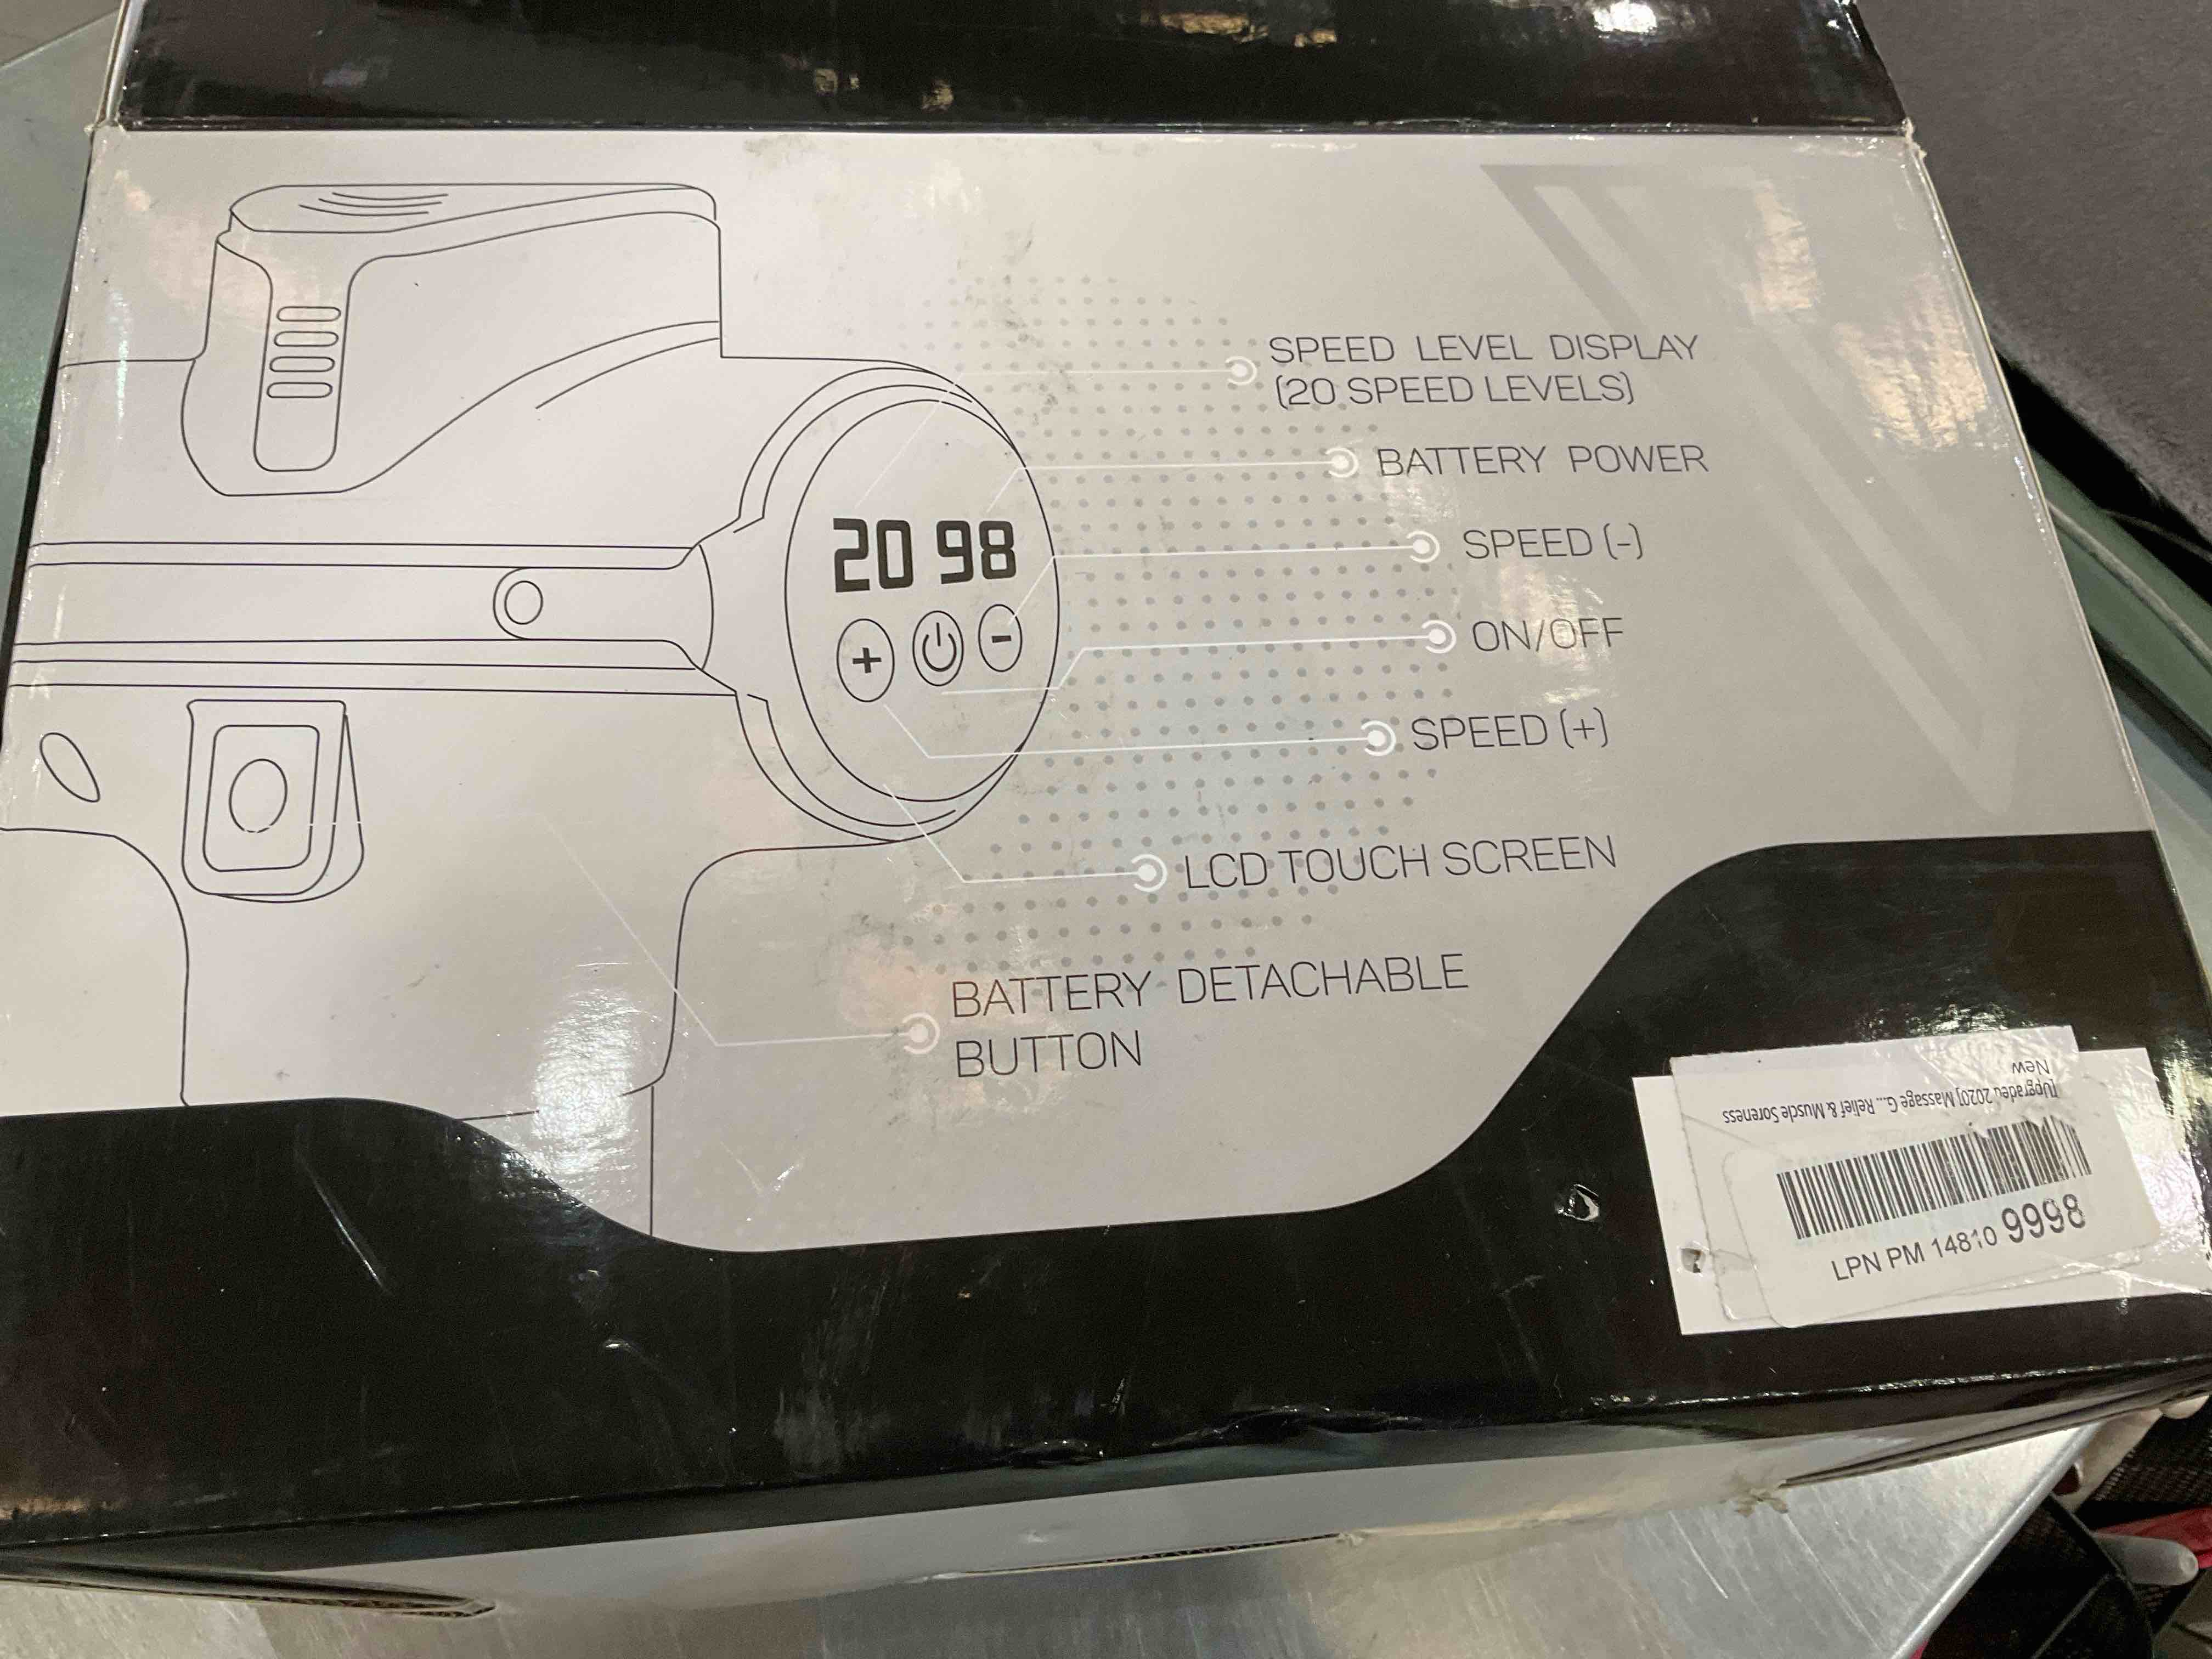 SPEED LEVEL DISPLAY
(20 SPEED LEVELS)
BATTERY POWER
20 98
SPEED (-)
ON/OFF
+
-
SPEED (+)
LCD TOUCH SCREEN
BATTERY DETACHABLE
BUTTON
[Upgraded 2020] Massage G... Relief & Muscle Soreness
New
LPN PM 14810 9998